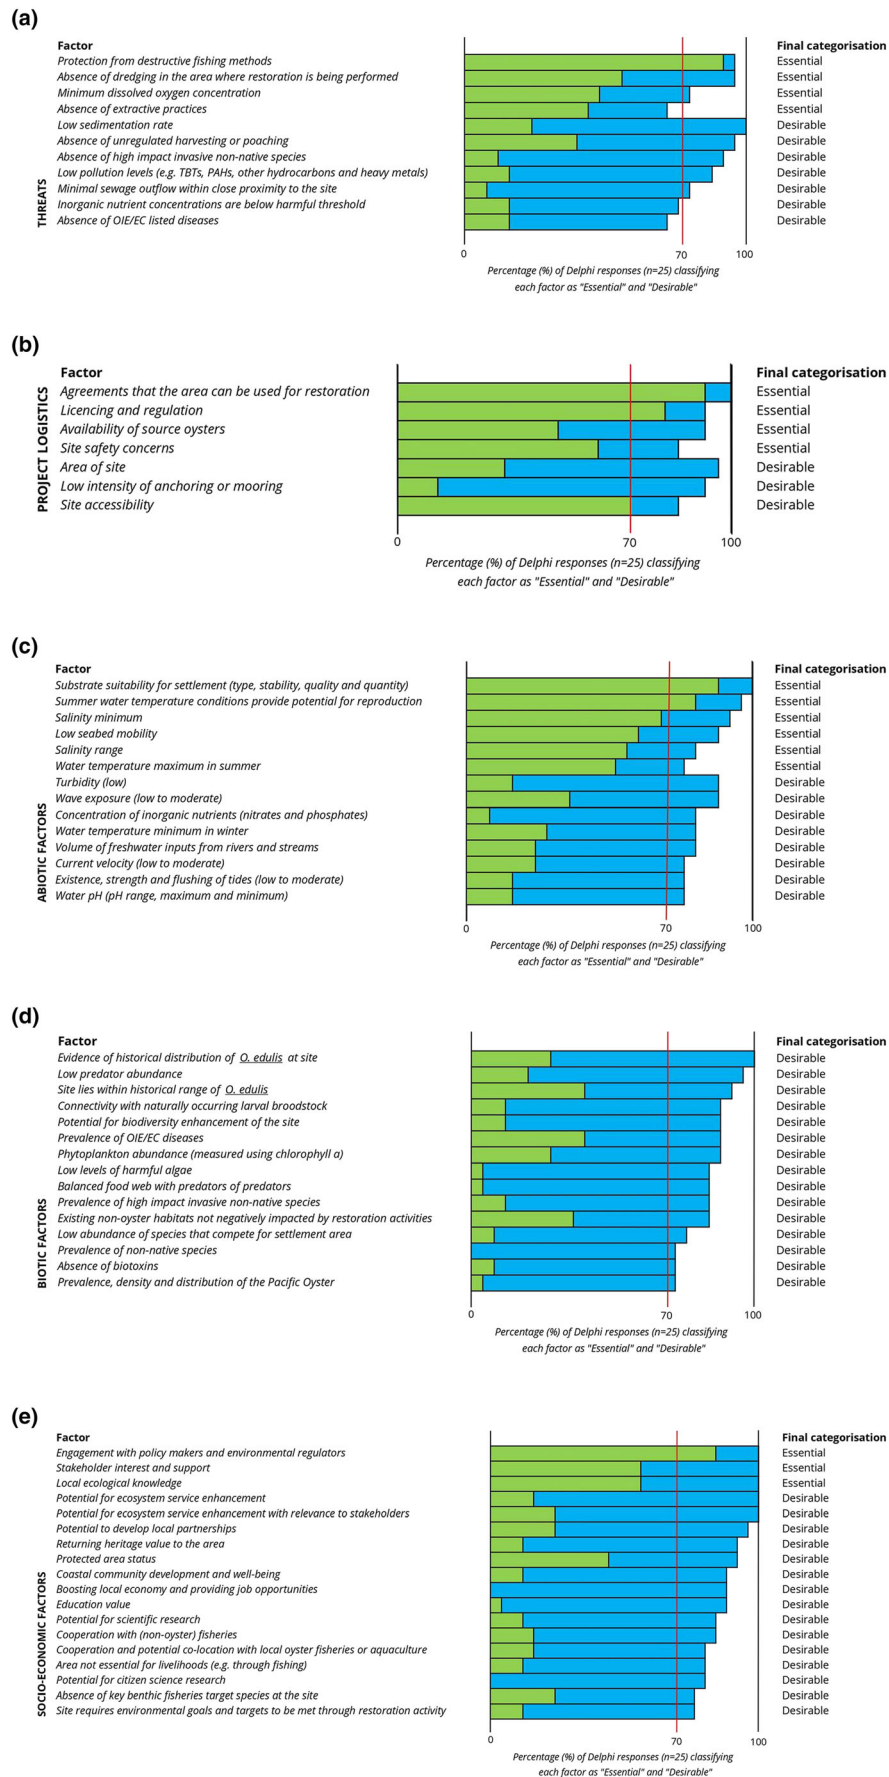 (a)
Factor Final categorisation
THREATS
Protection from destructive fishing methods Essential
Absence of dredging in the area where restoration is being performed Essential
Minimum dissolved oxygen concentration Essential
Absence of extractive practices Essential
Low sedimentation rate Desirable
Absence of unregulated harvesting or poaching Desirable
Absence of high impact invasive non-native species Desirable
Low pollution levels (e.g. TBTs, PAHs, other hydrocarbons and heavy metals) Desirable
Minimal sewage outflow within close proximity to the site Desirable
Inorganic nutrient concentrations are below harmful threshold Desirable
Absence of OIE/EC listed diseases Desirable
0 70 100
Percentage (%) of Delphi responses (n=25) classifying
each factor as "Essential" and "Desirable"
(b)
Factor Final categorisation
PROJECT LOGISTICS
Agreements that the area can be used for restoration Essential
Licencing and regulation Essential
Availability of source oysters Essential
Site safety concerns Essential
Area of site Desirable
Low intensity of anchoring or mooring Desirable
Site accessibility Desirable
0 70 100
Percentage (%) of Delphi responses (n=25) classifying
each factor as "Essential" and "Desirable"
(c)
Factor Final categorisation
ABIOTIC FACTORS
Substrate suitability for settlement (type, stability, quality and quantity) Essential
Summer water temperature conditions provide potential for reproduction Essential
Salinity minimum Essential
Low seabed mobility Essential
Salinity range Essential
Water temperature maximum in summer Essential
Turbidity (low) Desirable
Wave exposure (low to moderate) Desirable
Concentration of inorganic nutrients (nitrates and phosphates) Desirable
Water temperature minimum in winter Desirable
Volume of freshwater inputs from rivers and streams Desirable
Current velocity (low to moderate) Desirable
Existence, strength and flushing of tides (low to moderate) Desirable
Water pH (pH range, maximum and minimum) Desirable
0 70 100
Percentage (%) of Delphi responses (n=25) classifying
each factor as "Essential" and "Desirable"
(d)
Factor Final categorisation
BIOTIC FACTORS
Evidence of historical distribution of O. edulis at site Desirable
Low predator abundance Desirable
Site lies within historical range of O. edulis Desirable
Connectivity with naturally occurring larval broodstock Desirable
Potential for biodiversity enhancement of the site Desirable
Prevalence of OIE/EC diseases Desirable
Phytoplankton abundance (measured using chlorophyll a) Desirable
Low levels of harmful algae Desirable
Balanced food web with predators of predators Desirable
Prevalence of high impact invasive non-native species Desirable
Existing non-oyster habitats not negatively impacted by restoration activities Desirable
Low abundance of species that compete for settlement area Desirable
Prevalence of non-native species Desirable
Absence of biotoxins Desirable
Prevalence, density and distribution of the Pacific Oyster Desirable
0 70 100
Percentage (%) of Delphi responses (n=25) classifying
each factor as "Essential" and "Desirable"
(e)
Factor Final categorisation
SOCIO-ECONOMIC FACTORS
Engagement with policy makers and environmental regulators Essential
Stakeholder interest and support Essential
Local ecological knowledge Essential
Potential for ecosystem service enhancement Desirable
Potential for ecosystem service enhancement with relevance to stakeholders Desirable
Potential to develop local partnerships Desirable
Returning heritage value to the area Desirable
Protected area status Desirable
Coastal community development and well-being Desirable
Boosting local economy and providing job opportunities Desirable
Education value Desirable
Potential for scientific research Desirable
Cooperation with (non-oyster) fisheries Desirable
Cooperation and potential co-location with local oyster fisheries or aquaculture Desirable
Area not essential for livelihoods (e.g. through fishing) Desirable
Potential for citizen science research Desirable
Absence of key benthic fisheries target species at the site Desirable
Site requires environmental goals and targets to be met through restoration activity Desirable
0 70 100
Percentage (%) of Delphi responses (n=25) classifying
each factor as "Essential" and "Desirable"